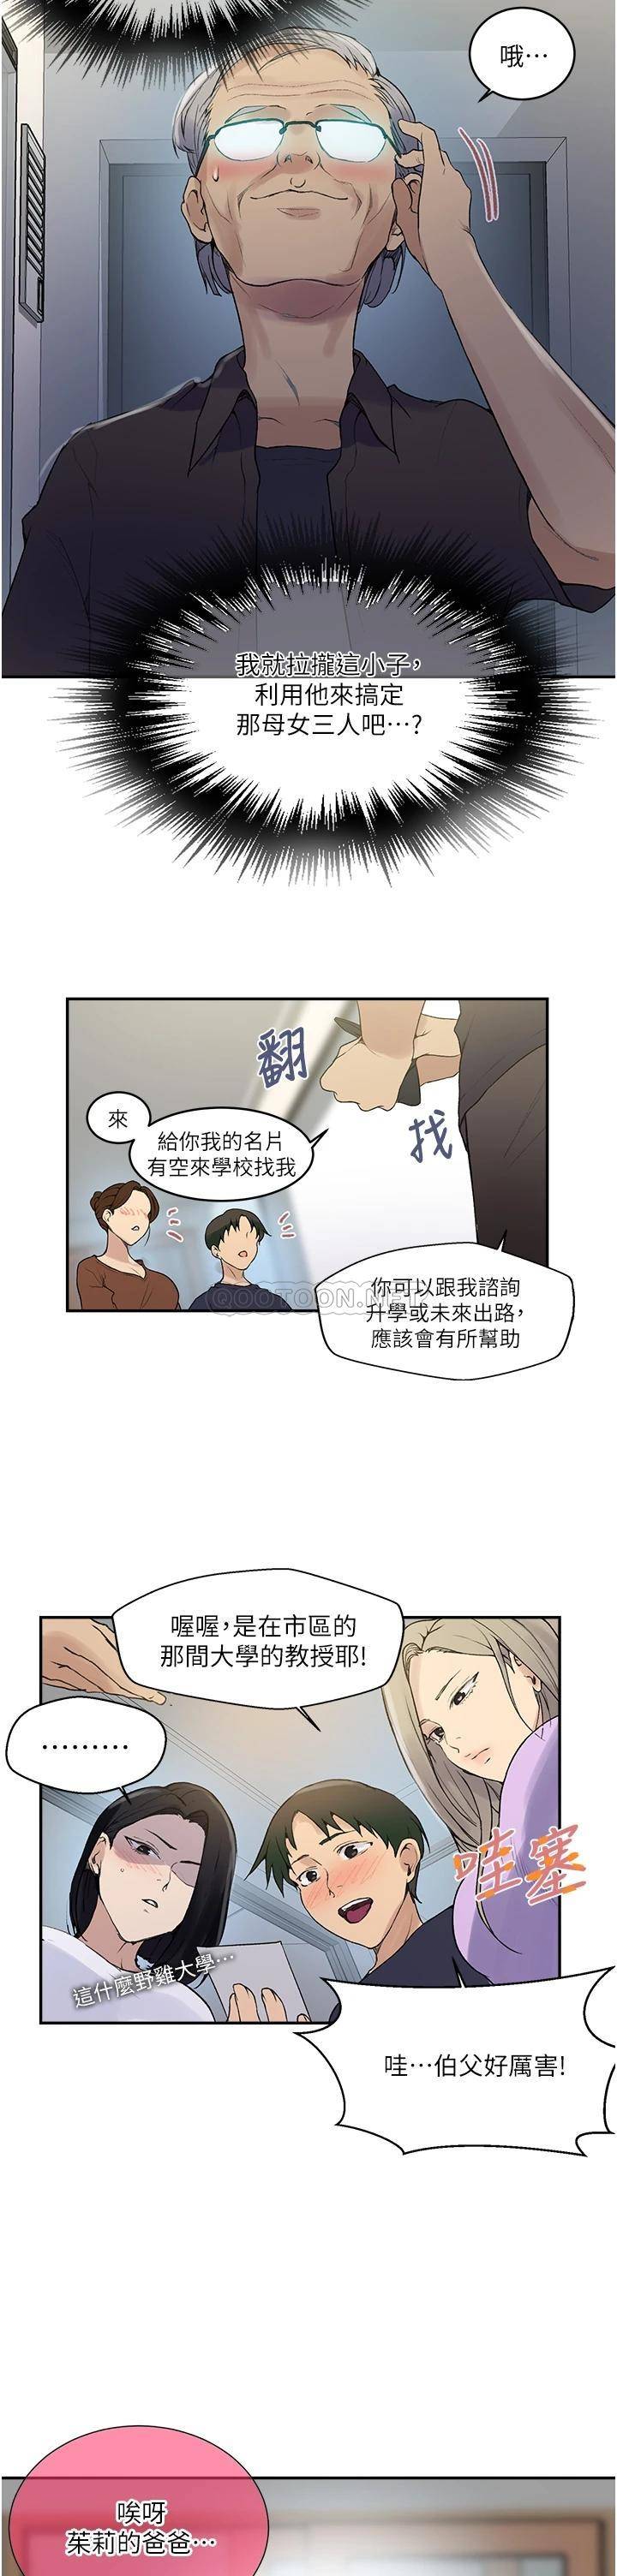 哦⋯
我就拉攏這小子，
利用他來搞定
那母女三人吧⋯?
翻
找
來
給你我的名片
有空來學校找我
TOPTOON.NET
你可以跟我諮詢
升學或未來出路，
應該會有所幫助
喔喔，是在市區的
那間大學的教授耶!
⋯⋯⋯
哇塞
這什麼野雞大學⋯
哇⋯伯父好厲害!
唉呀
茱莉的爸爸⋯